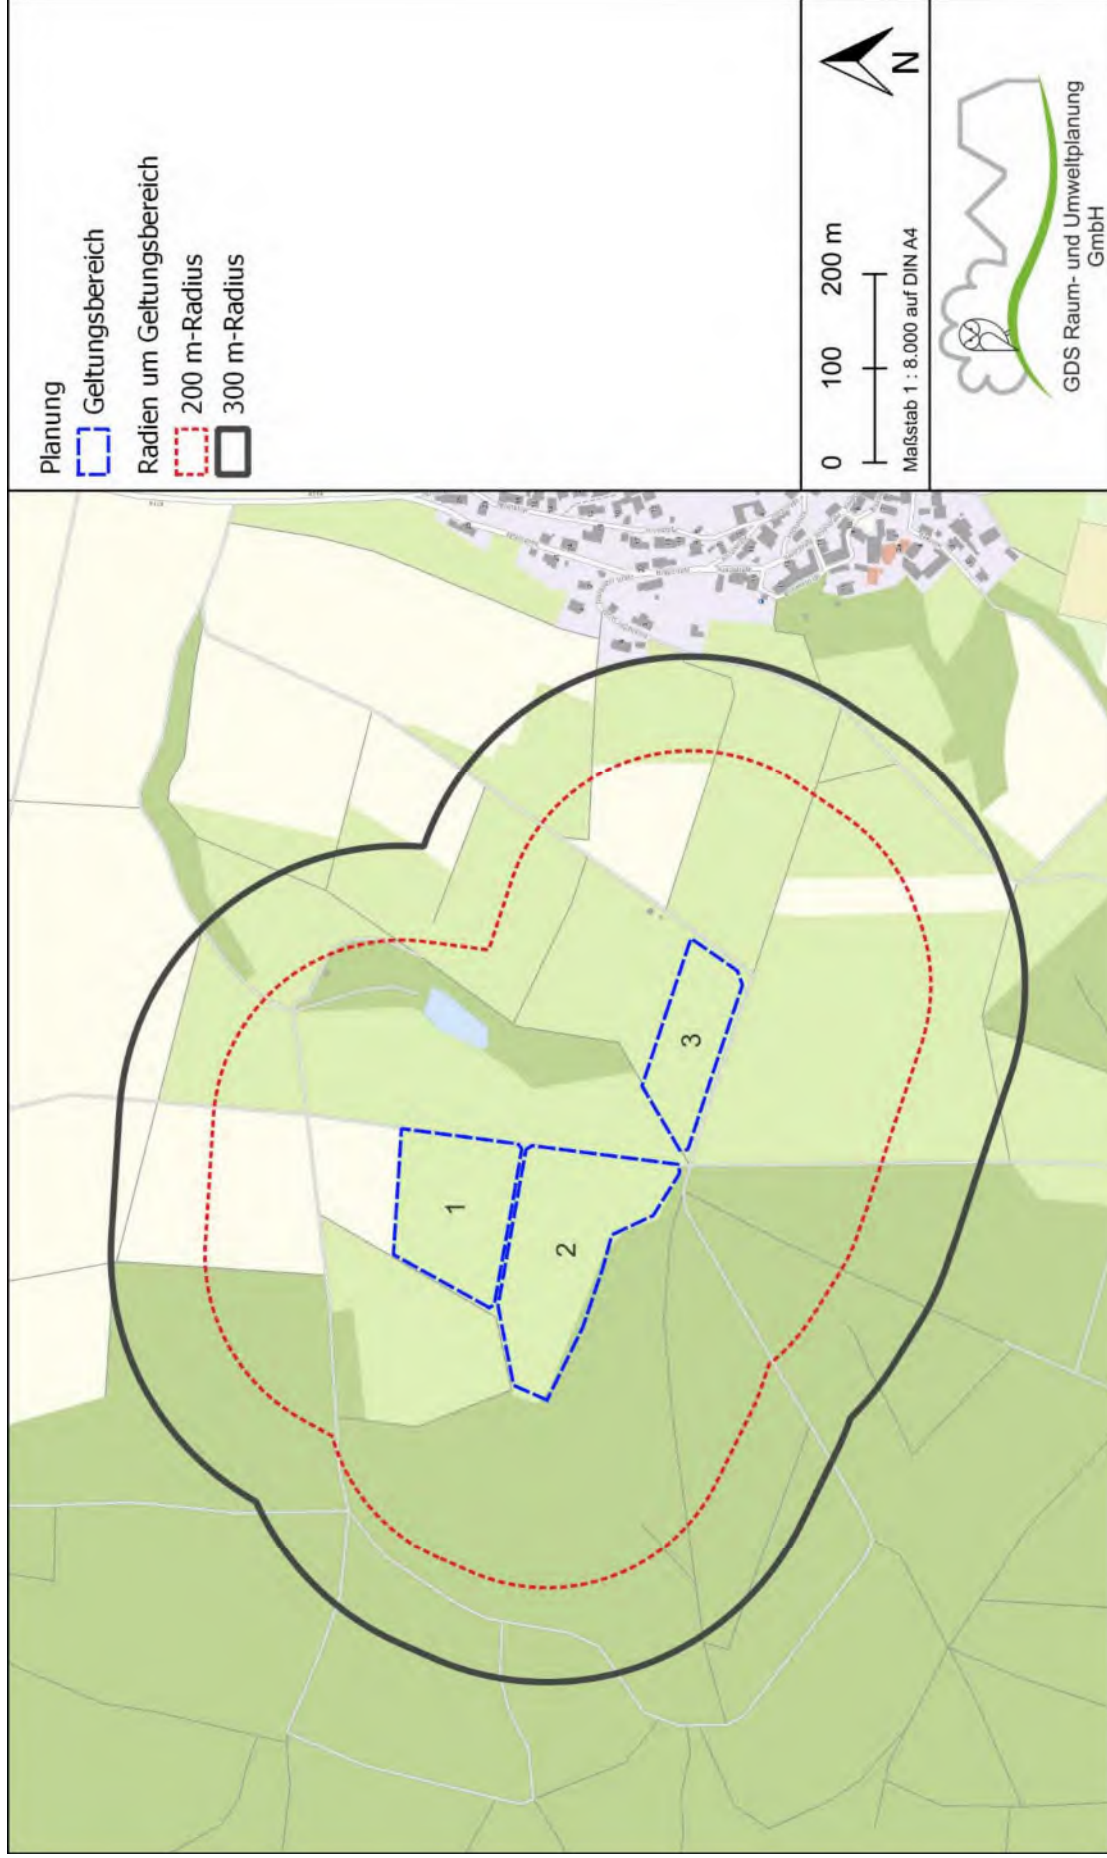 Planung
Geltungsbereich
Radien um Geltungsbereich
200 m-Radius
300 m-Radius
1
2
3
N
0 100 200 m
Maßstab 1 : 8.000 auf DIN A4
GDS Raum- und Umweltplanung
GmbH